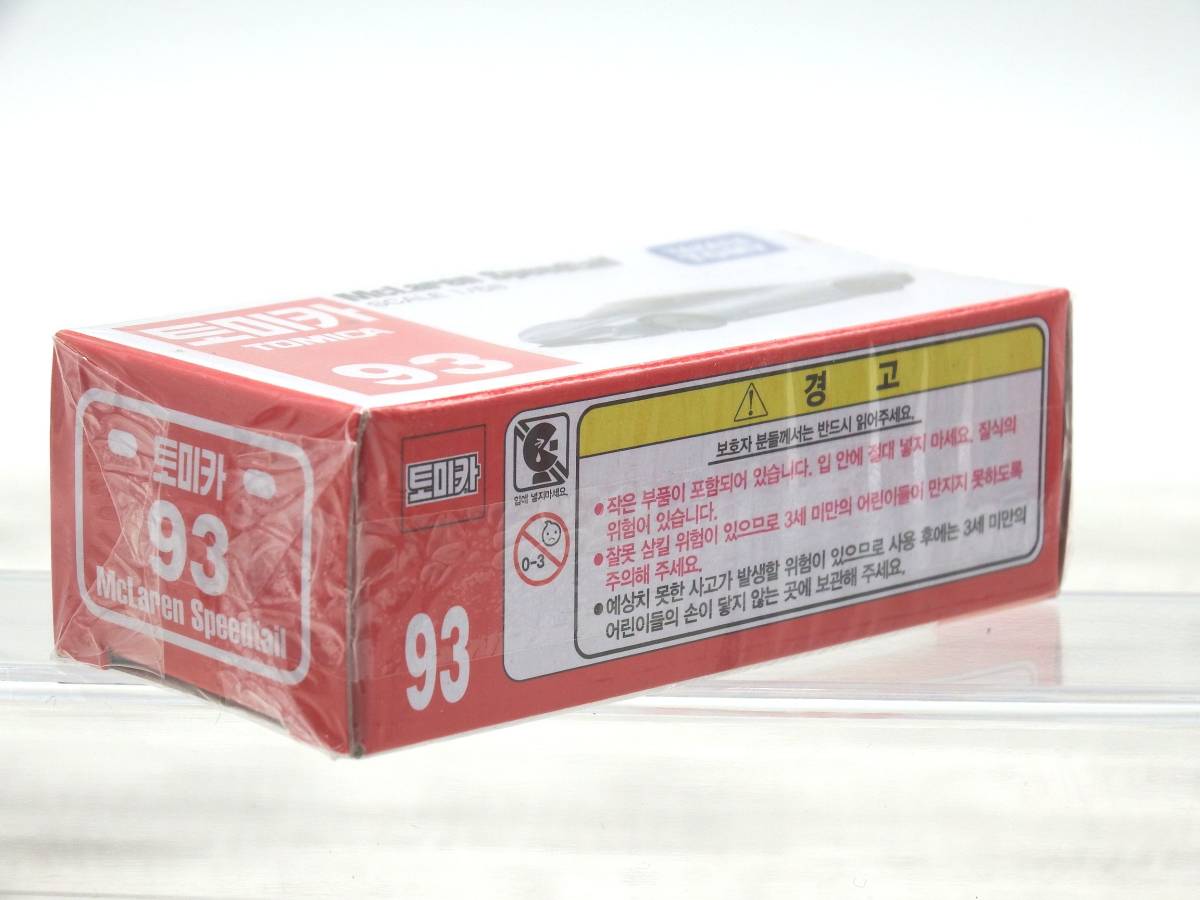 McLaren Speedtail
SCALE
토미카
TOMICA
93
토미카
93
McLaren Speedtail
토미카
93
입에 넣지마세요.
0-3
경 고
보호자 분들께서는 반드시 읽어주세요.
●작은 부품이 포함되어 있습니다. 입 안에 절대 넣지 마세요. 질식의
위험이 있습니다.
●잘못 삼킬 위험이 있으므로 3세 미만의 어린이들이 만지지 못하도록
주의해 주세요.
●예상치 못한 사고가 발생할 위험이 있으므로 사용 후에는 3세 미만의
어린이들의 손이 닿지 않는 곳에 보관해 주세요.